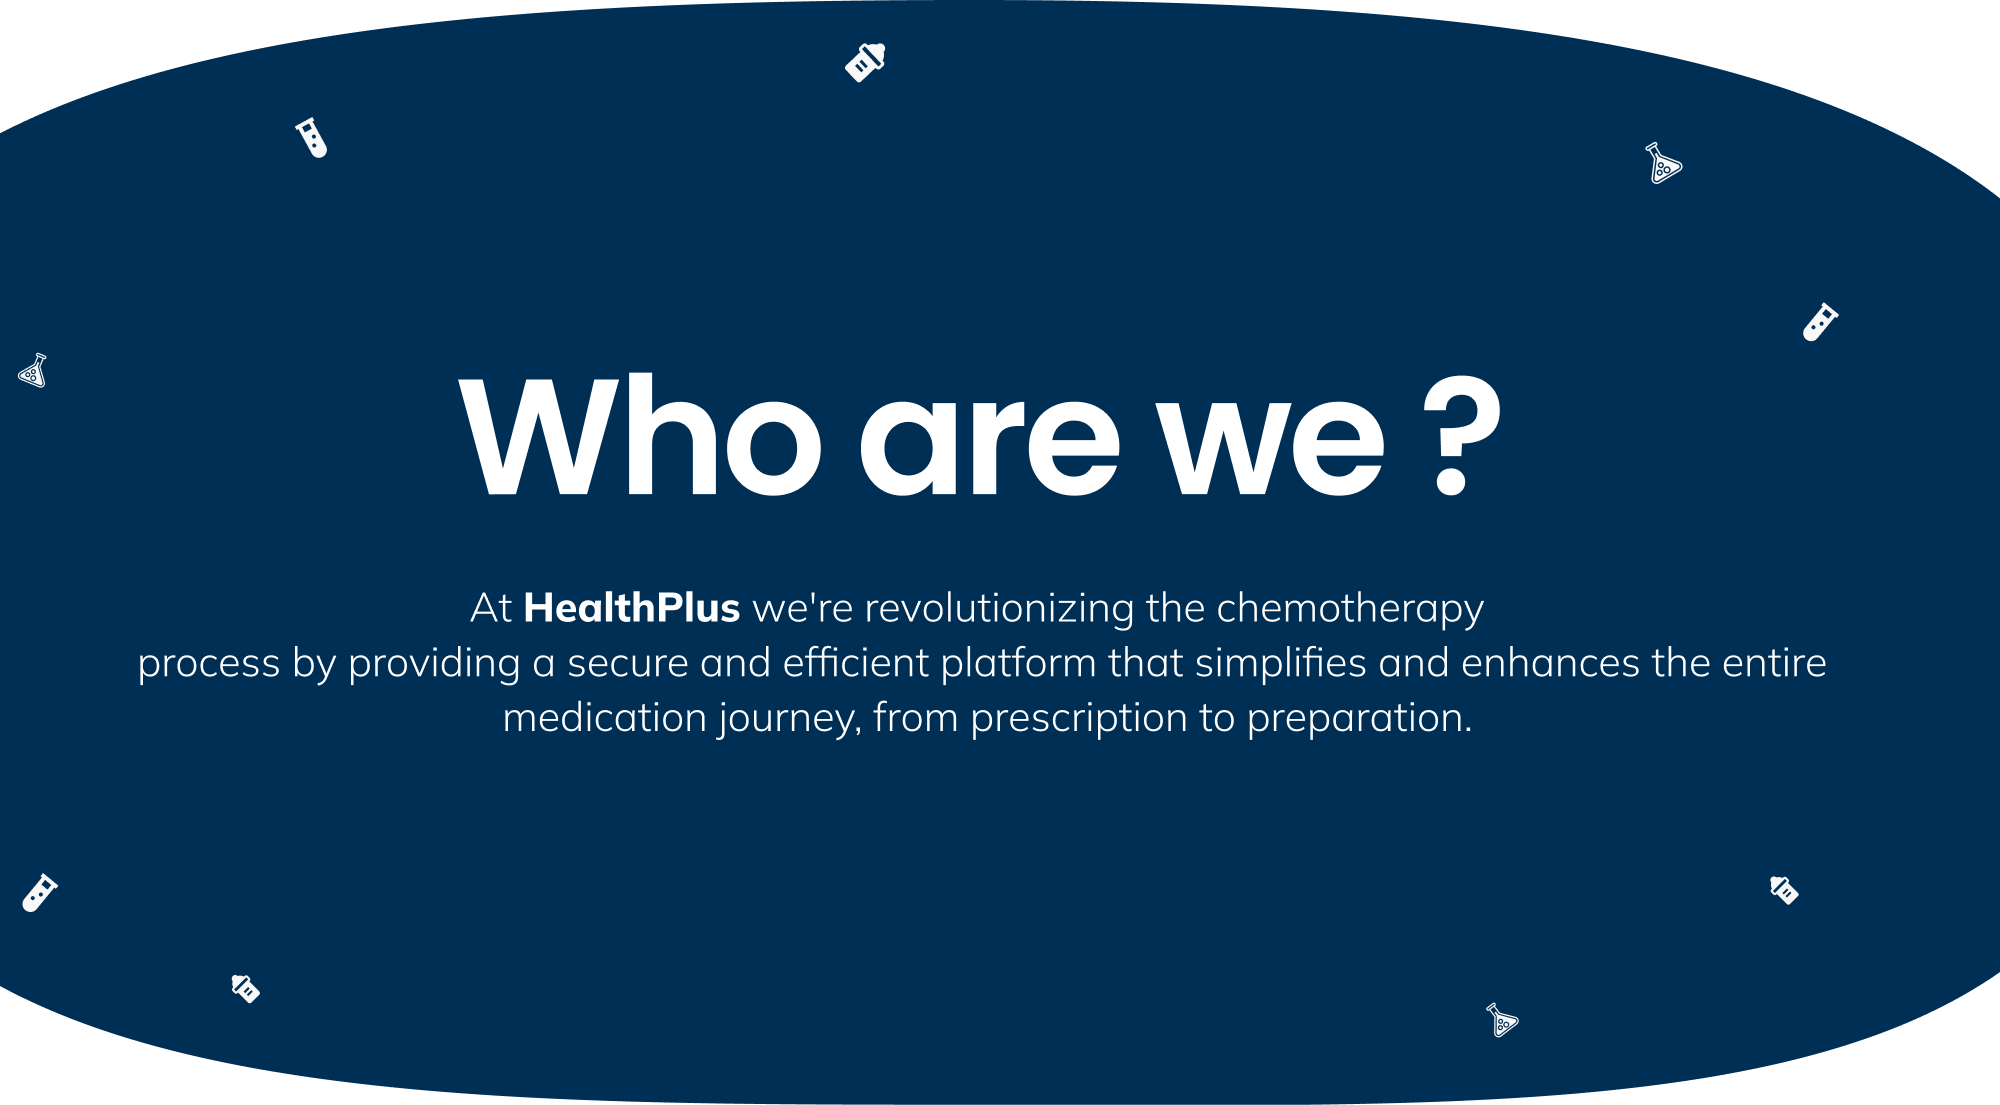 Who are we ?
At HealthPlus we're revolutionizing the chemotherapy
process by providing a secure and efficient platform that simplifies and enhances the entire
medication journey, from prescription to preparation.